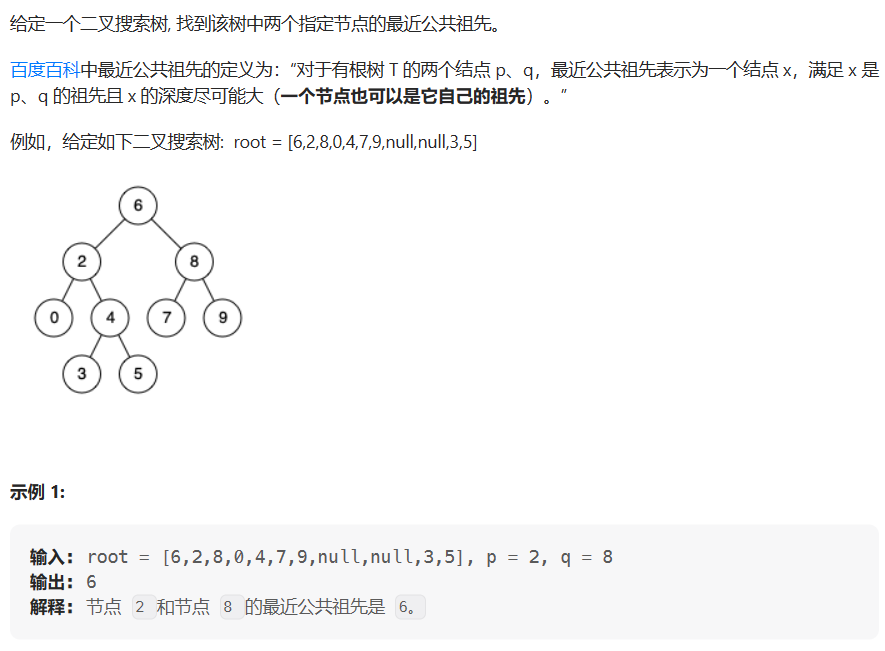 给定一个二叉搜索树, 找到该树中两个指定节点的最近公共祖先。
百度百科中最近公共祖先的定义为：“对于有根树 T 的两个结点 p、q，最近公共祖先表示为一个结点 x，满足 x 是
p、q 的祖先且 x 的深度尽可能大（一个节点也可以是它自己的祖先）。”
例如，给定如下二叉搜索树:  root = [6,2,8,0,4,7,9,null,null,3,5]
6
2 8
0 4 7 9
3 5
示例 1:
输入: root = [6,2,8,0,4,7,9,null,null,3,5], p = 2, q = 8
输出: 6
解释: 节点 2 和节点 8 的最近公共祖先是 6。